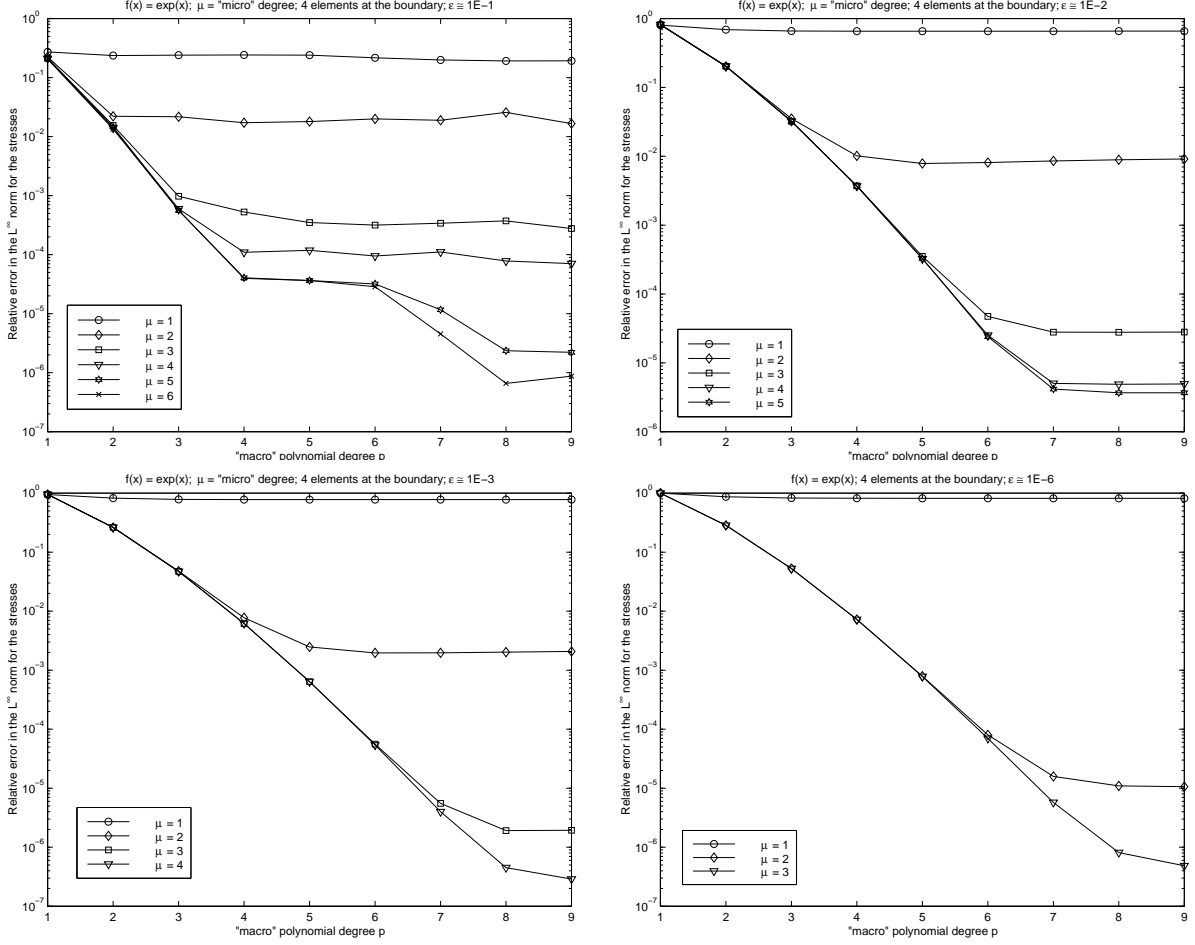 f(x) = exp(x); μ = "micro" degree; 4 elements at the boundary; ε ≅ 1E−1
Relative error in the L^∞ norm for the stresses
10^0
10^−1
10^−2
10^−3
10^−4
10^−5
10^−6
10^−7
μ = 1
μ = 2
μ = 3
μ = 4
μ = 5
μ = 6
1 2 3 4 5 6 7 8 9
"macro" polynomial degree p
f(x) = exp(x); μ = "micro" degree; 4 elements at the boundary; ε ≅ 1E−2
Relative error in the L^∞ norm for the stresses
10^0
10^−1
10^−2
10^−3
10^−4
10^−5
10^−6
μ = 1
μ = 2
μ = 3
μ = 4
μ = 5
1 2 3 4 5 6 7 8 9
"macro" polynomial degree p
f(x) = exp(x); μ = "micro" degree; 4 elements at the boundary; ε ≅ 1E−3
Relative error in the L^∞ norm for the stresses
10^0
10^−1
10^−2
10^−3
10^−4
10^−5
10^−6
10^−7
μ = 1
μ = 2
μ = 3
μ = 4
1 2 3 4 5 6 7 8 9
"macro" polynomial degree p
f(x) = exp(x); 4 elements at the boundary; ε ≅ 1E−6
Relative error in the L^∞ norm for the stresses
10^0
10^−1
10^−2
10^−3
10^−4
10^−5
10^−6
10^−7
μ = 1
μ = 2
μ = 3
1 2 3 4 5 6 7 8 9
"macro" polynomial degree p